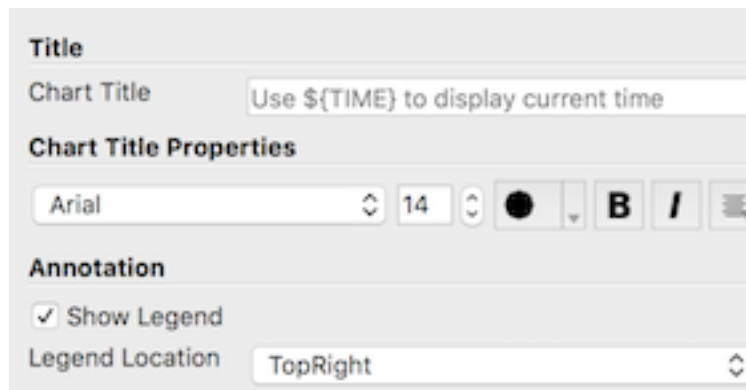 Title
Chart Title Use ${TIME} to display current time
Chart Title Properties
Arial 14 B I
Annotation
Show Legend
Legend Location TopRight